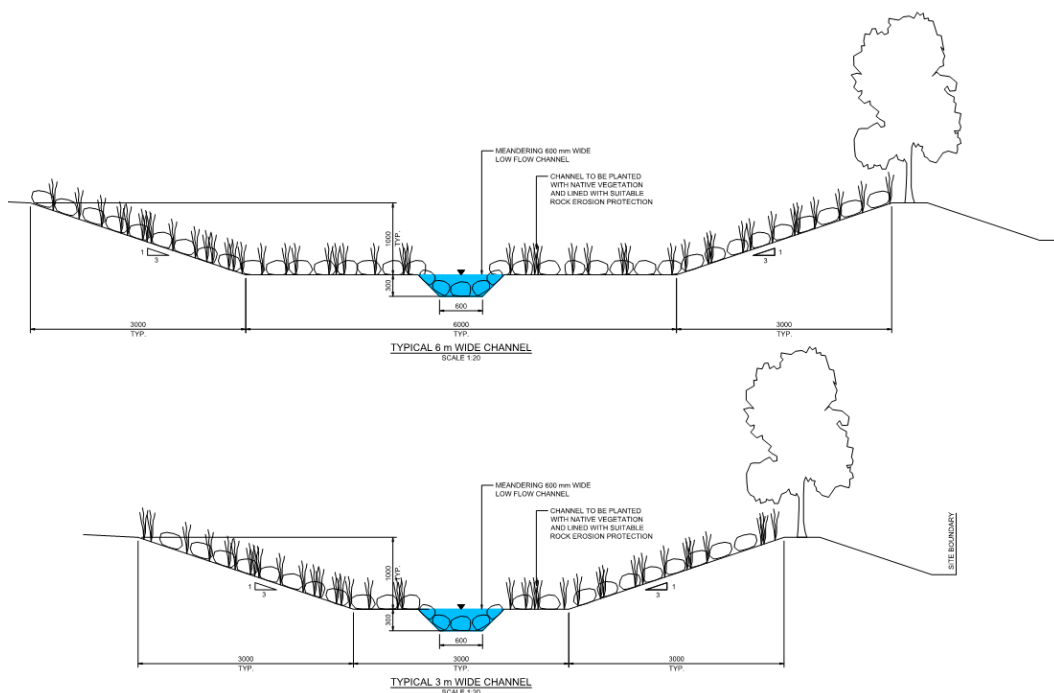 MEANDERING 600 mm WIDE
LOW FLOW CHANNEL
CHANNEL TO BE PLANTED
WITH NATIVE VEGETATION
AND LINED WITH SUITABLE
ROCK EROSION PROTECTION
1000
TYP.
1
3
3
1
300
600
3000
TYP.
6000
TYP.
3000
TYP.
TYPICAL 6 m WIDE CHANNEL
SCALE 1:20
MEANDERING 600 mm WIDE
LOW FLOW CHANNEL
CHANNEL TO BE PLANTED
WITH NATIVE VEGETATION
AND LINED WITH SUITABLE
ROCK EROSION PROTECTION
SITE BOUNDARY
1000
TYP.
1
3
3
1
300
600
3000
TYP.
3000
TYP.
3000
TYP.
TYPICAL 3 m WIDE CHANNEL
SCALE 1:20